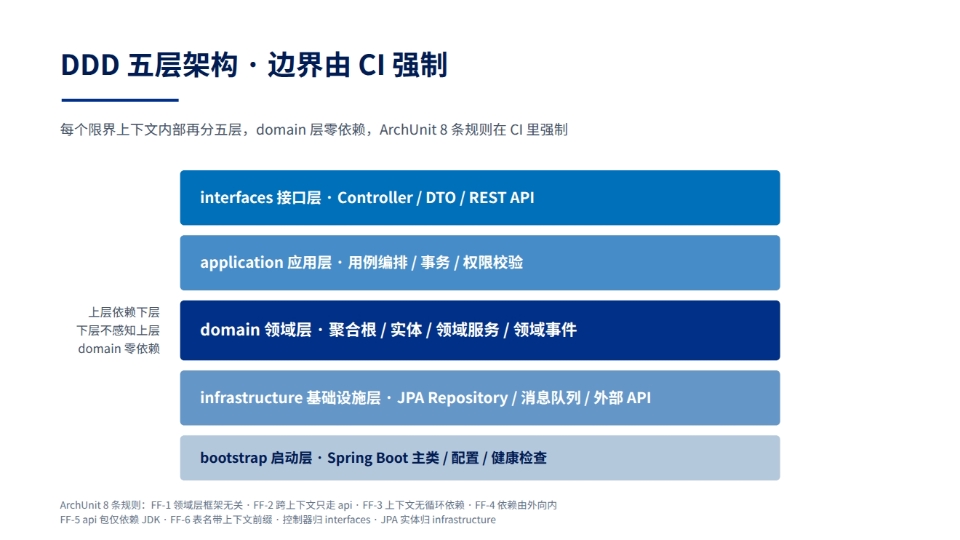 DDD 五层架构 · 边界由 CI 强制
每个限界上下文内部再分五层，domain 层零依赖，ArchUnit 8 条规则在 CI 里强制
interfaces 接口层 · Controller / DTO / REST API
application 应用层 · 用例编排 / 事务 / 权限校验
上层依赖下层
下层不感知上层
domain 零依赖
domain 领域层 · 聚合根 / 实体 / 领域服务 / 领域事件
infrastructure 基础设施层 · JPA Repository / 消息队列 / 外部 API
bootstrap 启动层 · Spring Boot 主类 / 配置 / 健康检查
ArchUnit 8 条规则：FF-1 领域层框架无关 · FF-2 跨上下文只走 api · FF-3 上下文无循环依赖 · FF-4 依赖由外向内
FF-5 api 包仅依赖 JDK · FF-6 表名带上下文前缀 · 控制器归 interfaces · JPA 实体归 infrastructure